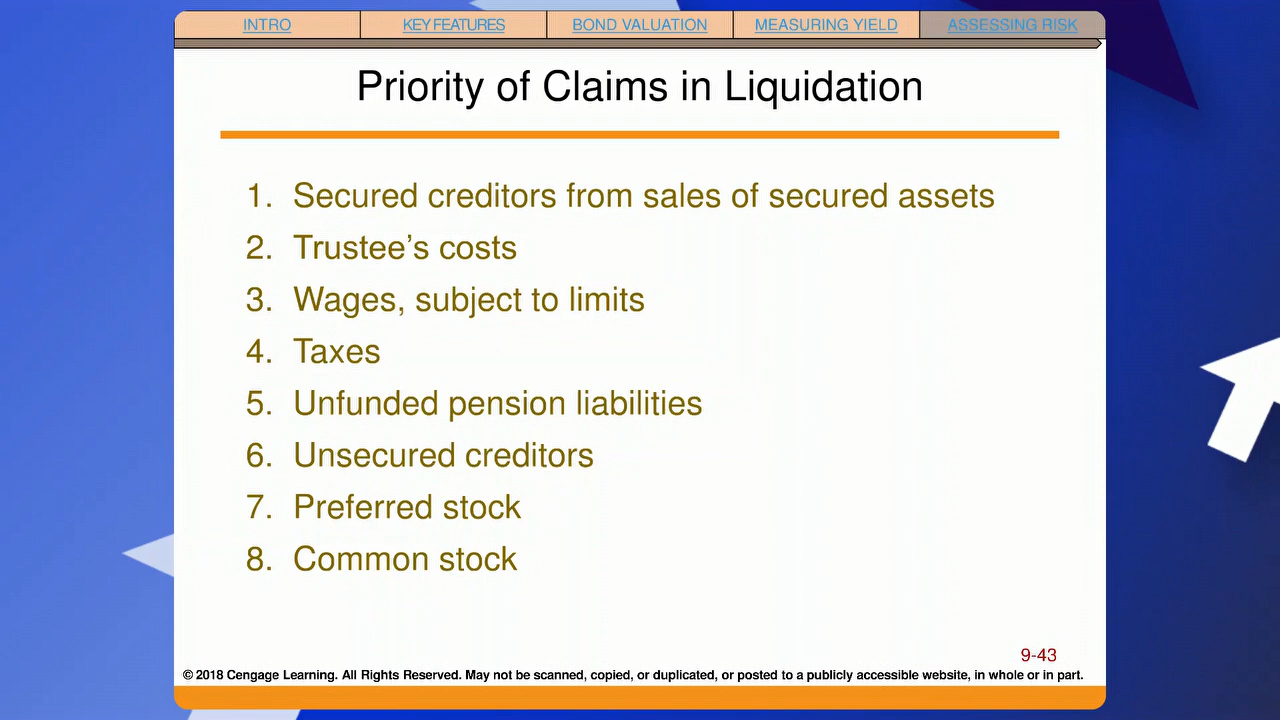 INTRO KEY FEATURES BOND VALUATION MEASURING YIELD ASSESSING RISK
Priority of Claims in Liquidation
1. Secured creditors from sales of secured assets
2. Trustee's costs
3. Wages, subject to limits
4. Taxes
5. Unfunded pension liabilities
6. Unsecured creditors
7. Preferred stock
8. Common stock
9-43
© 2018 Cengage Learning. All Rights Reserved. May not be scanned, copied, or duplicated, or posted to a publicly accessible website, in whole or in part.